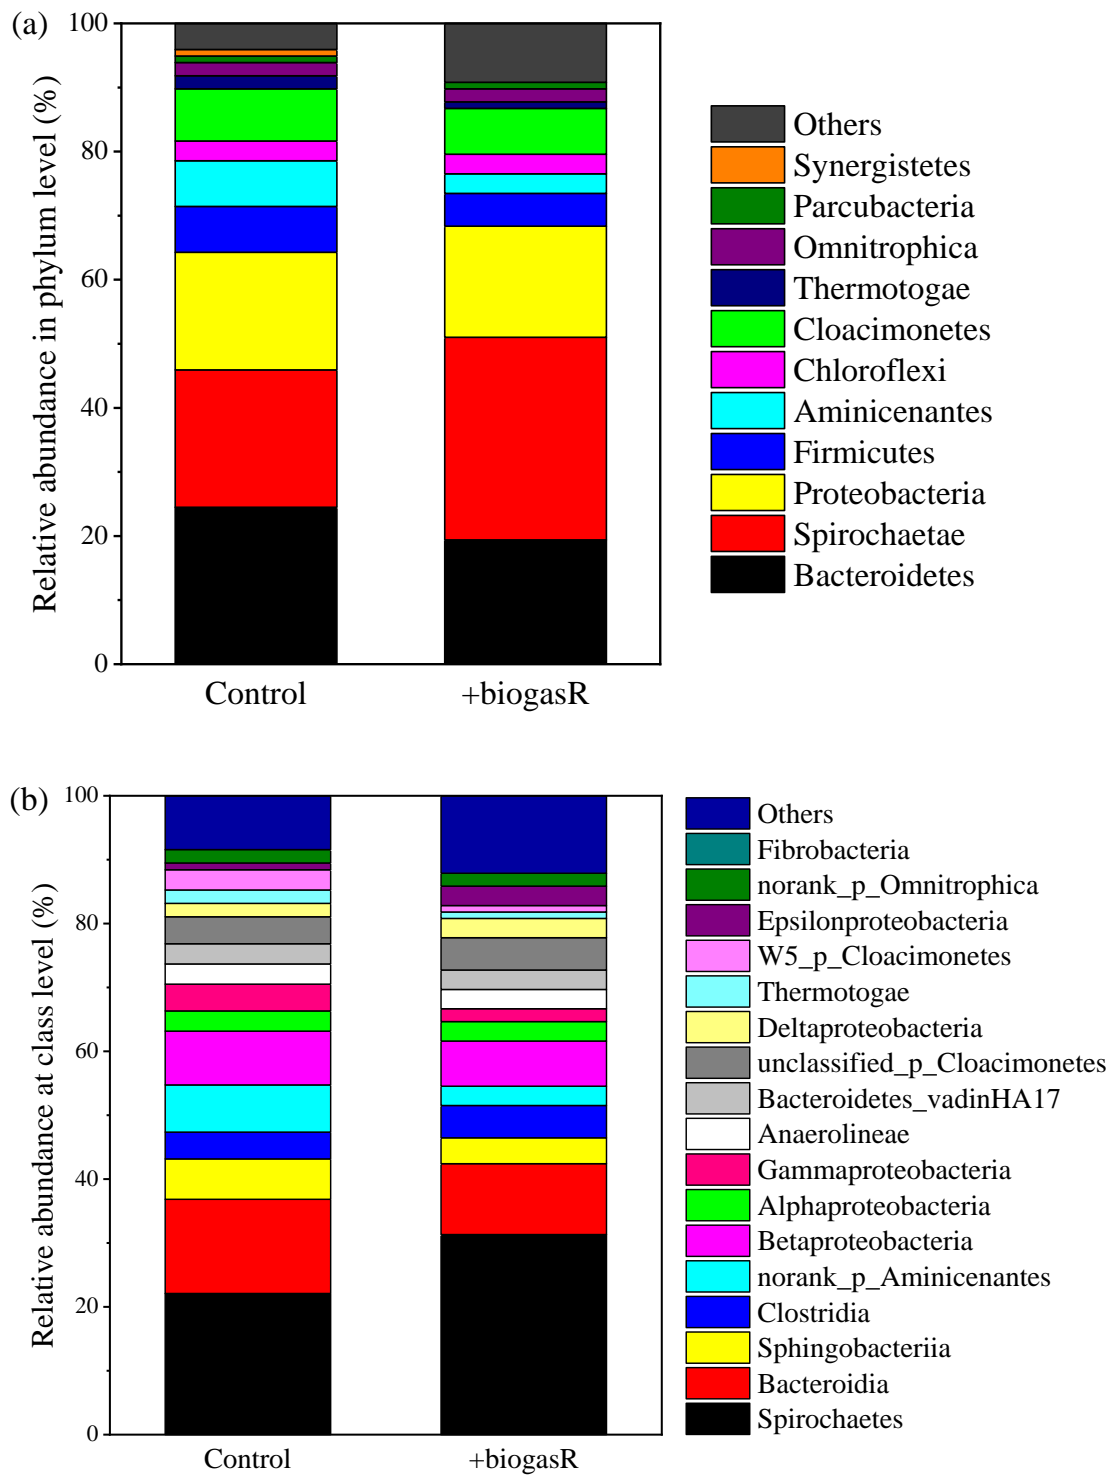 (a)
Relative abundance in phylum level (%)
100
80
60
40
20
0
Control
+biogasR
Others
Synergistetes
Parcubacteria
Omnitrophica
Thermotogae
Cloacimonetes
Chloroflexi
Aminicenantes
Firmicutes
Proteobacteria
Spirochaetae
Bacteroidetes
(b)
Relative abundance at class level (%)
100
80
60
40
20
0
Control
+biogasR
Others
Fibrobacteria
norank_p_Omnitrophica
Epsilonproteobacteria
W5_p_Cloacimonetes
Thermotogae
Deltaproteobacteria
unclassified_p_Cloacimonetes
Bacteroidetes_vadinHA17
Anaerolineae
Gammaproteobacteria
Alphaproteobacteria
Betaproteobacteria
norank_p_Aminicenantes
Clostridia
Sphingobacteriia
Bacteroidia
Spirochaetes